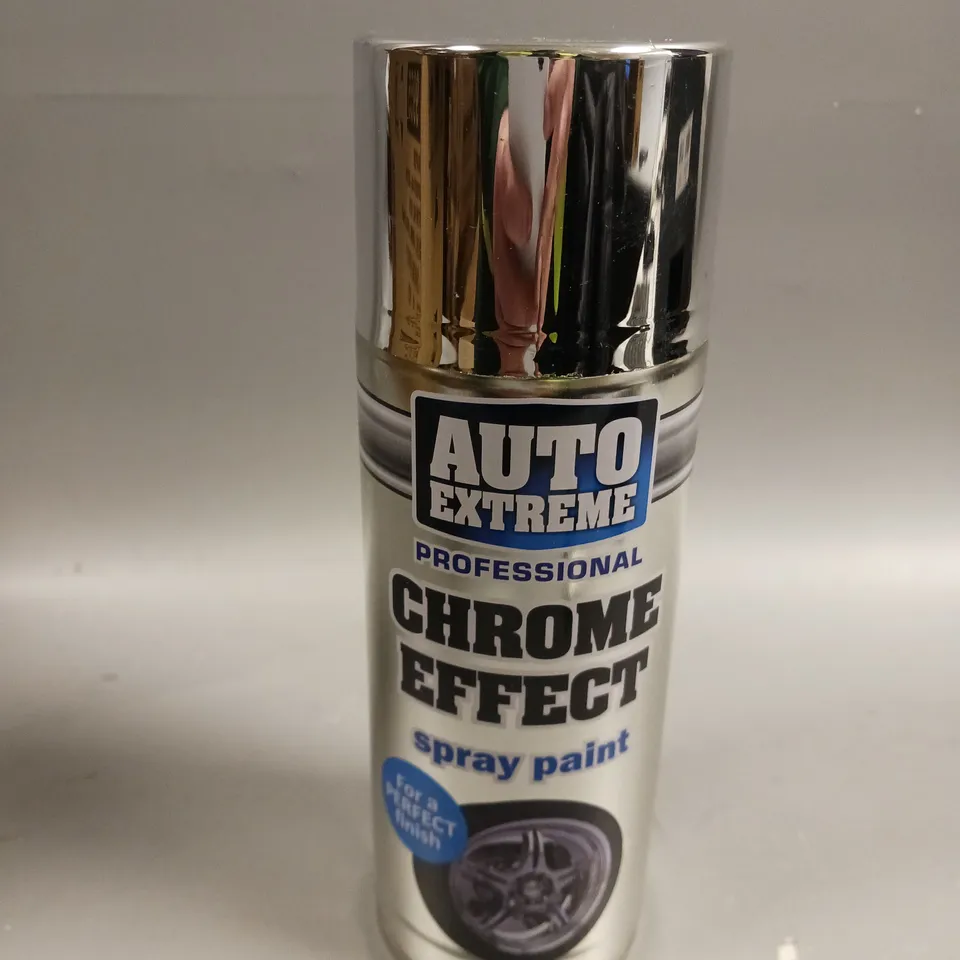 AUTO
EXTREME
PROFESSIONAL
CHROME
EFFECT
spray paint
For a
PERFECT
finish